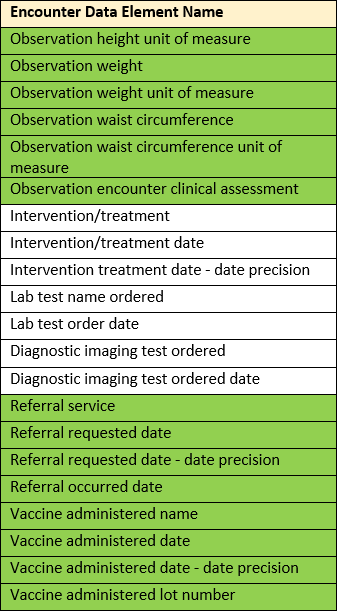 Encounter Data Element Name
Observation height unit of measure
Observation weight
Observation weight unit of measure
Observation waist circumference
Observation waist circumference unit of
measure
Observation encounter clinical assessment
Intervention/treatment
Intervention/treatment date
Intervention treatment date - date precision
Lab test name ordered
Lab test order date
Diagnostic imaging test ordered
Diagnostic imaging test ordered date
Referral service
Referral requested date
Referral requested date - date precision
Referral occurred date
Vaccine administered name
Vaccine administered date
Vaccine administered date - date precision
Vaccine administered lot number